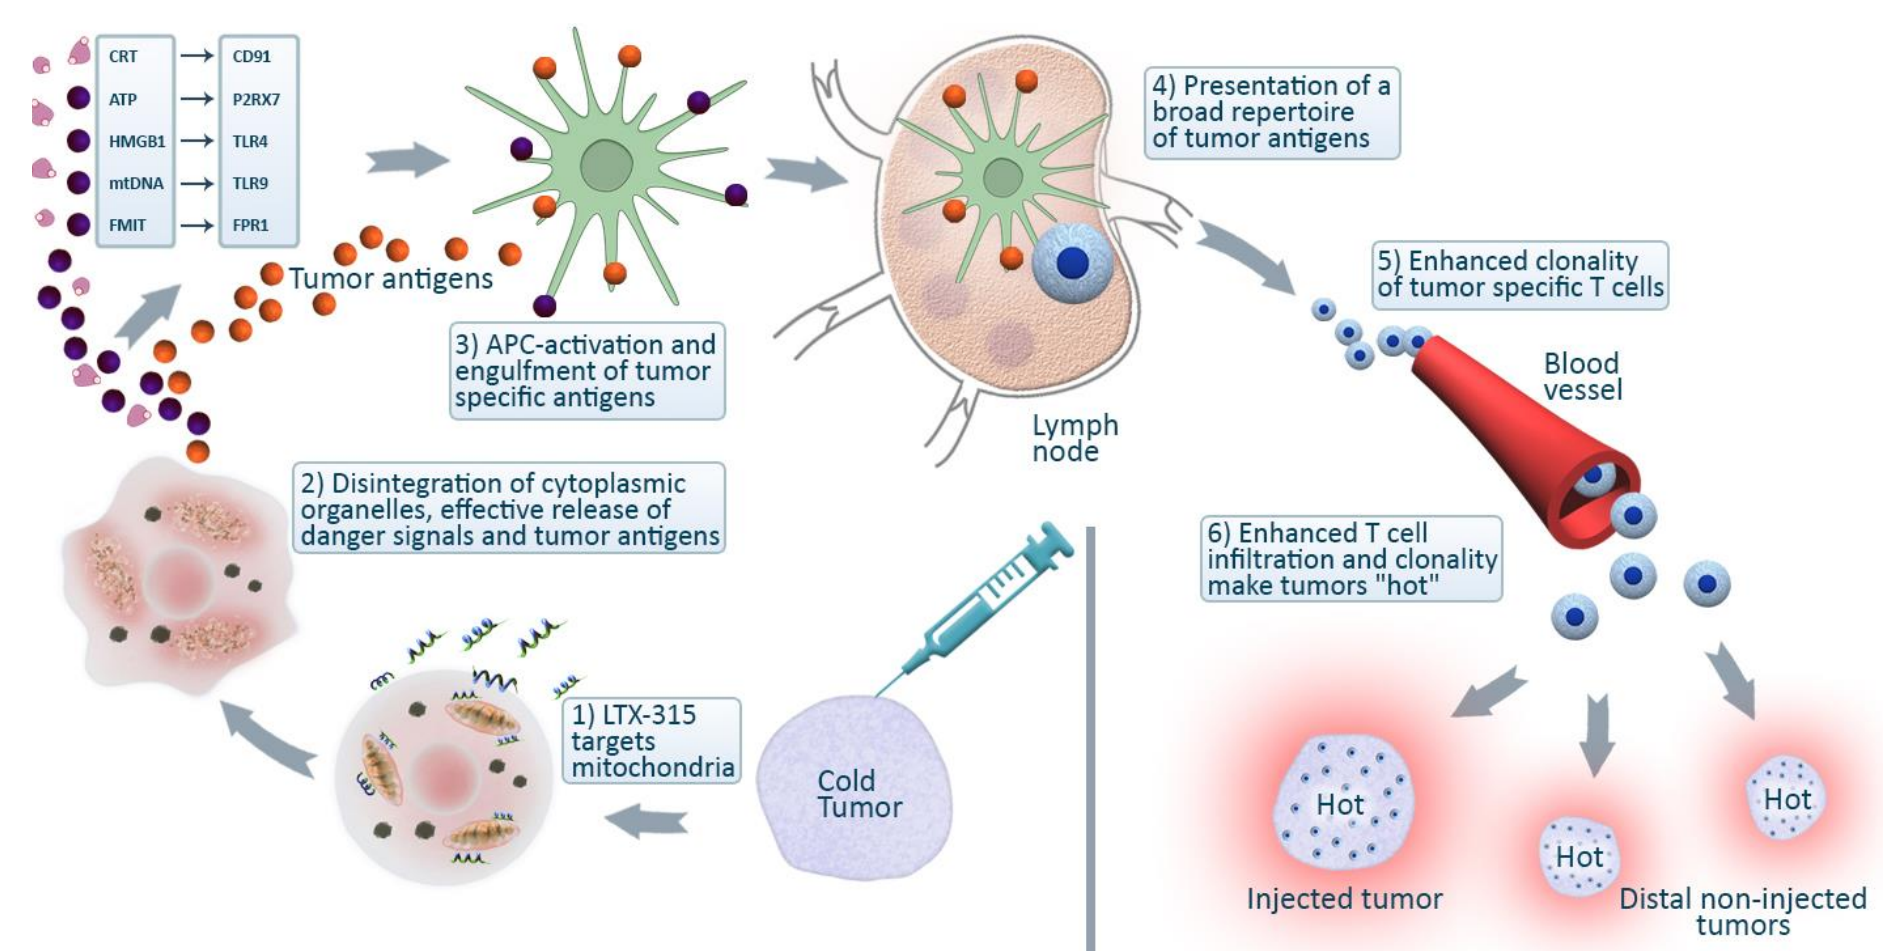 CRT → CD91
ATP → P2RX7
HMGB1 → TLR4
mtDNA → TLR9
FMIT → FPR1
Tumor antigens
3) APC-activation and
engulfment of tumor
specific antigens
4) Presentation of a
broad repertoire
of tumor antigens
Lymph
node
5) Enhanced clonality
of tumor specific T cells
Blood
vessel
2) Disintegration of cytoplasmic
organelles, effective release of
danger signals and tumor antigens
1) LTX-315
targets
mitochondria
Cold
Tumor
6) Enhanced T cell
infiltration and clonality
make tumors "hot"
Hot
Hot
Hot
Injected tumor
Distal non-injected
tumors